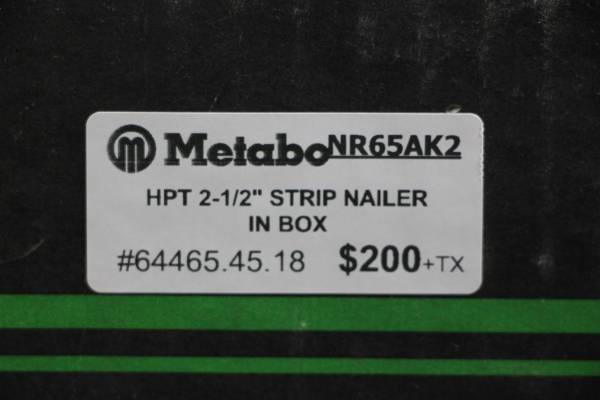 Metabo NR65AK2
HPT 2-1/2" STRIP NAILER
IN BOX
#64465.45.18 $200+TX